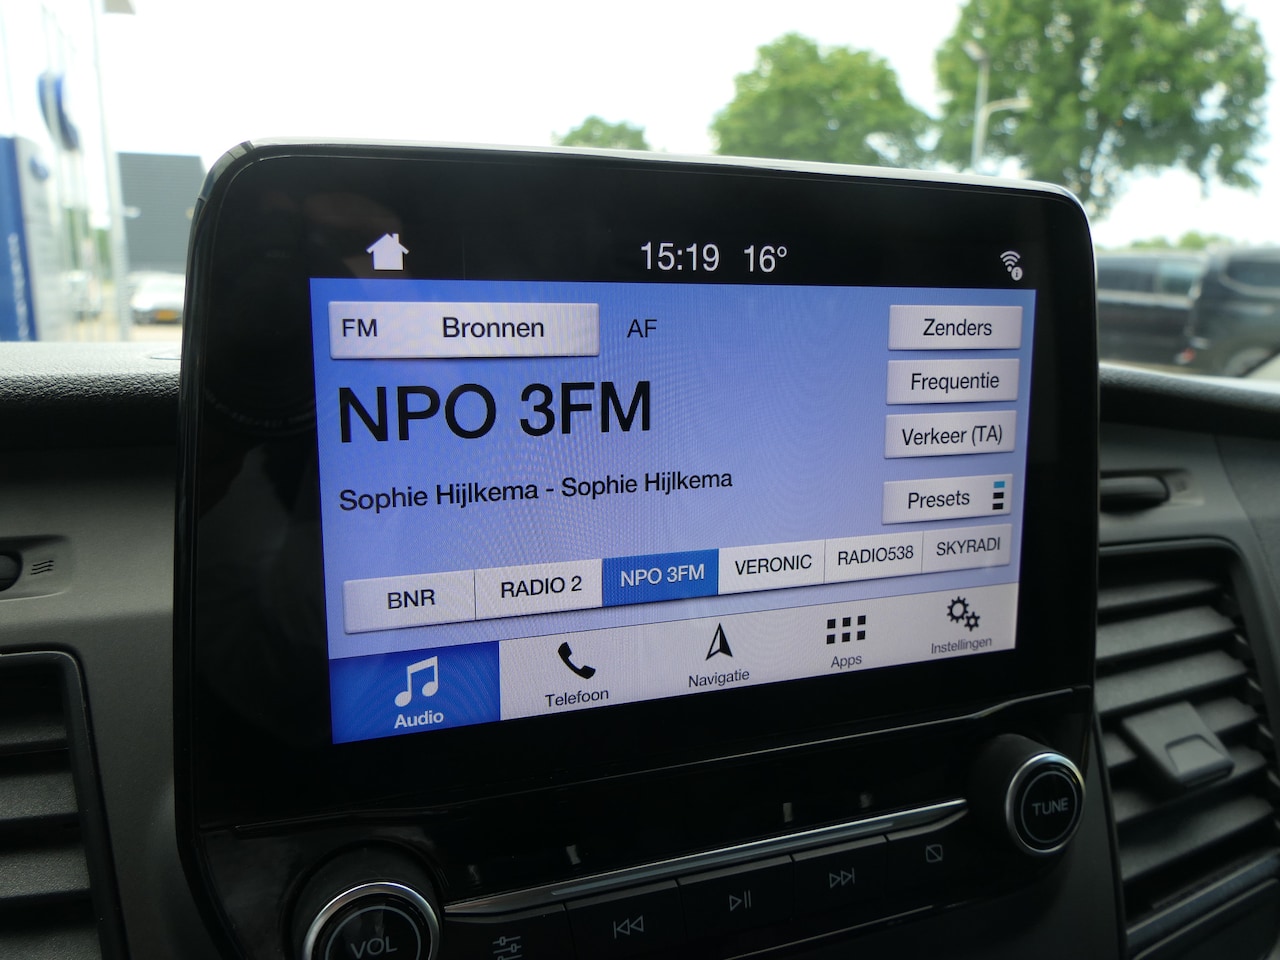 15:19 16°
FM Bronnen AF
Zenders
NPO 3FM
Frequentie
Verkeer (TA)
Sophie Hijlkema - Sophie Hijlkema
Presets
BNR RADIO 2 NPO 3FM VERONIC RADIO538 SKYRADI
Audio Telefoon Navigatie Apps Instellingen
TUNE
VOL